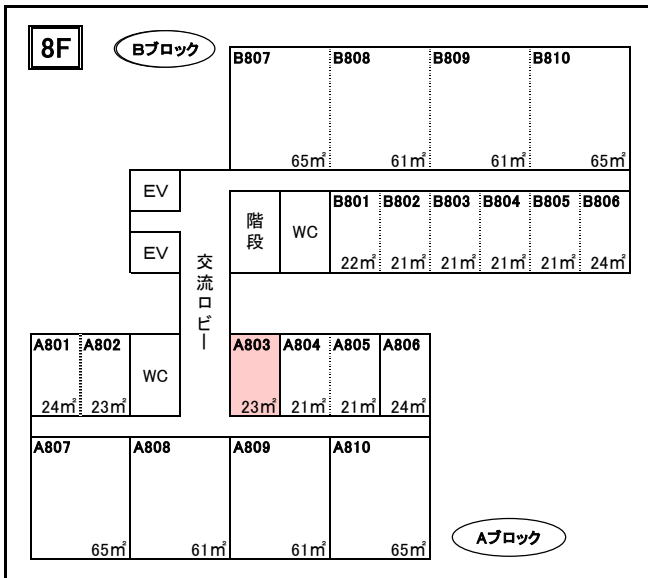 8F
Bブロック
B807 B808 B809 B810
65㎡ 61㎡ 61㎡ 65㎡
EV
階段
WC
B801 B802 B803 B804 B805 B806
22㎡ 21㎡ 21㎡ 21㎡ 21㎡ 24㎡
EV
交流ロビー
A801 A802
WC
24㎡ 23㎡
A803 A804 A805 A806
23㎡ 21㎡ 21㎡ 24㎡
A807 A808 A809 A810
65㎡ 61㎡ 61㎡ 65㎡
Aブロック